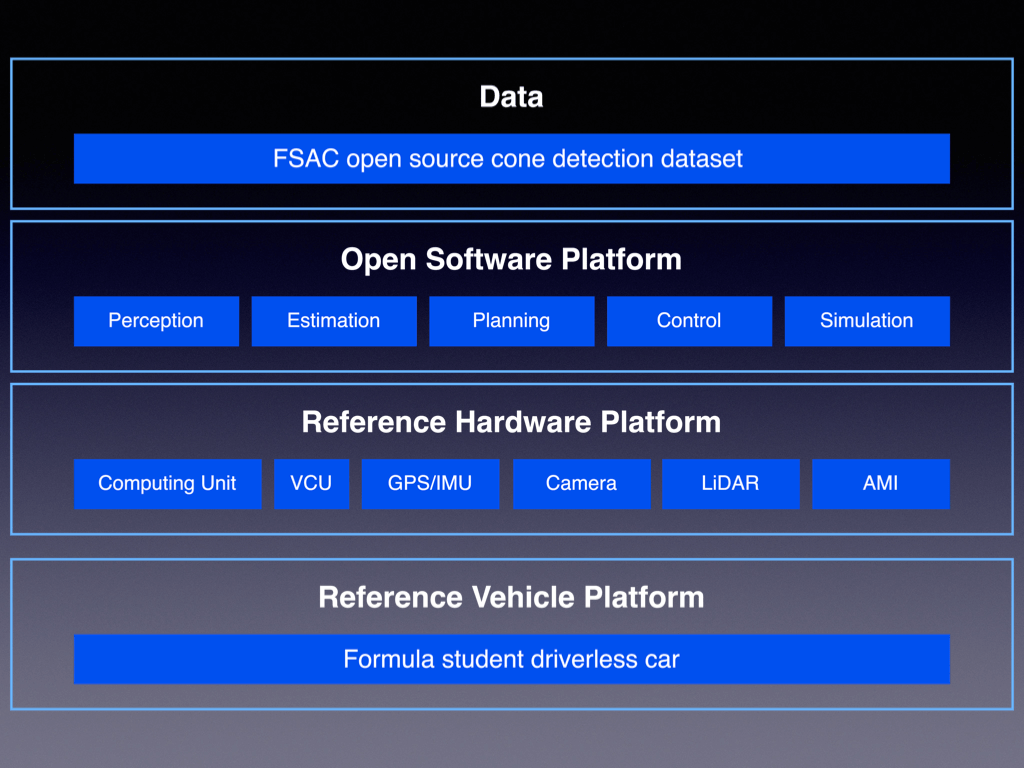 Data
FSAC open source cone detection dataset
Open Software Platform
Perception Estimation Planning Control Simulation
Reference Hardware Platform
Computing Unit VCU GPS/IMU Camera LiDAR AMI
Reference Vehicle Platform
Formula student driverless car